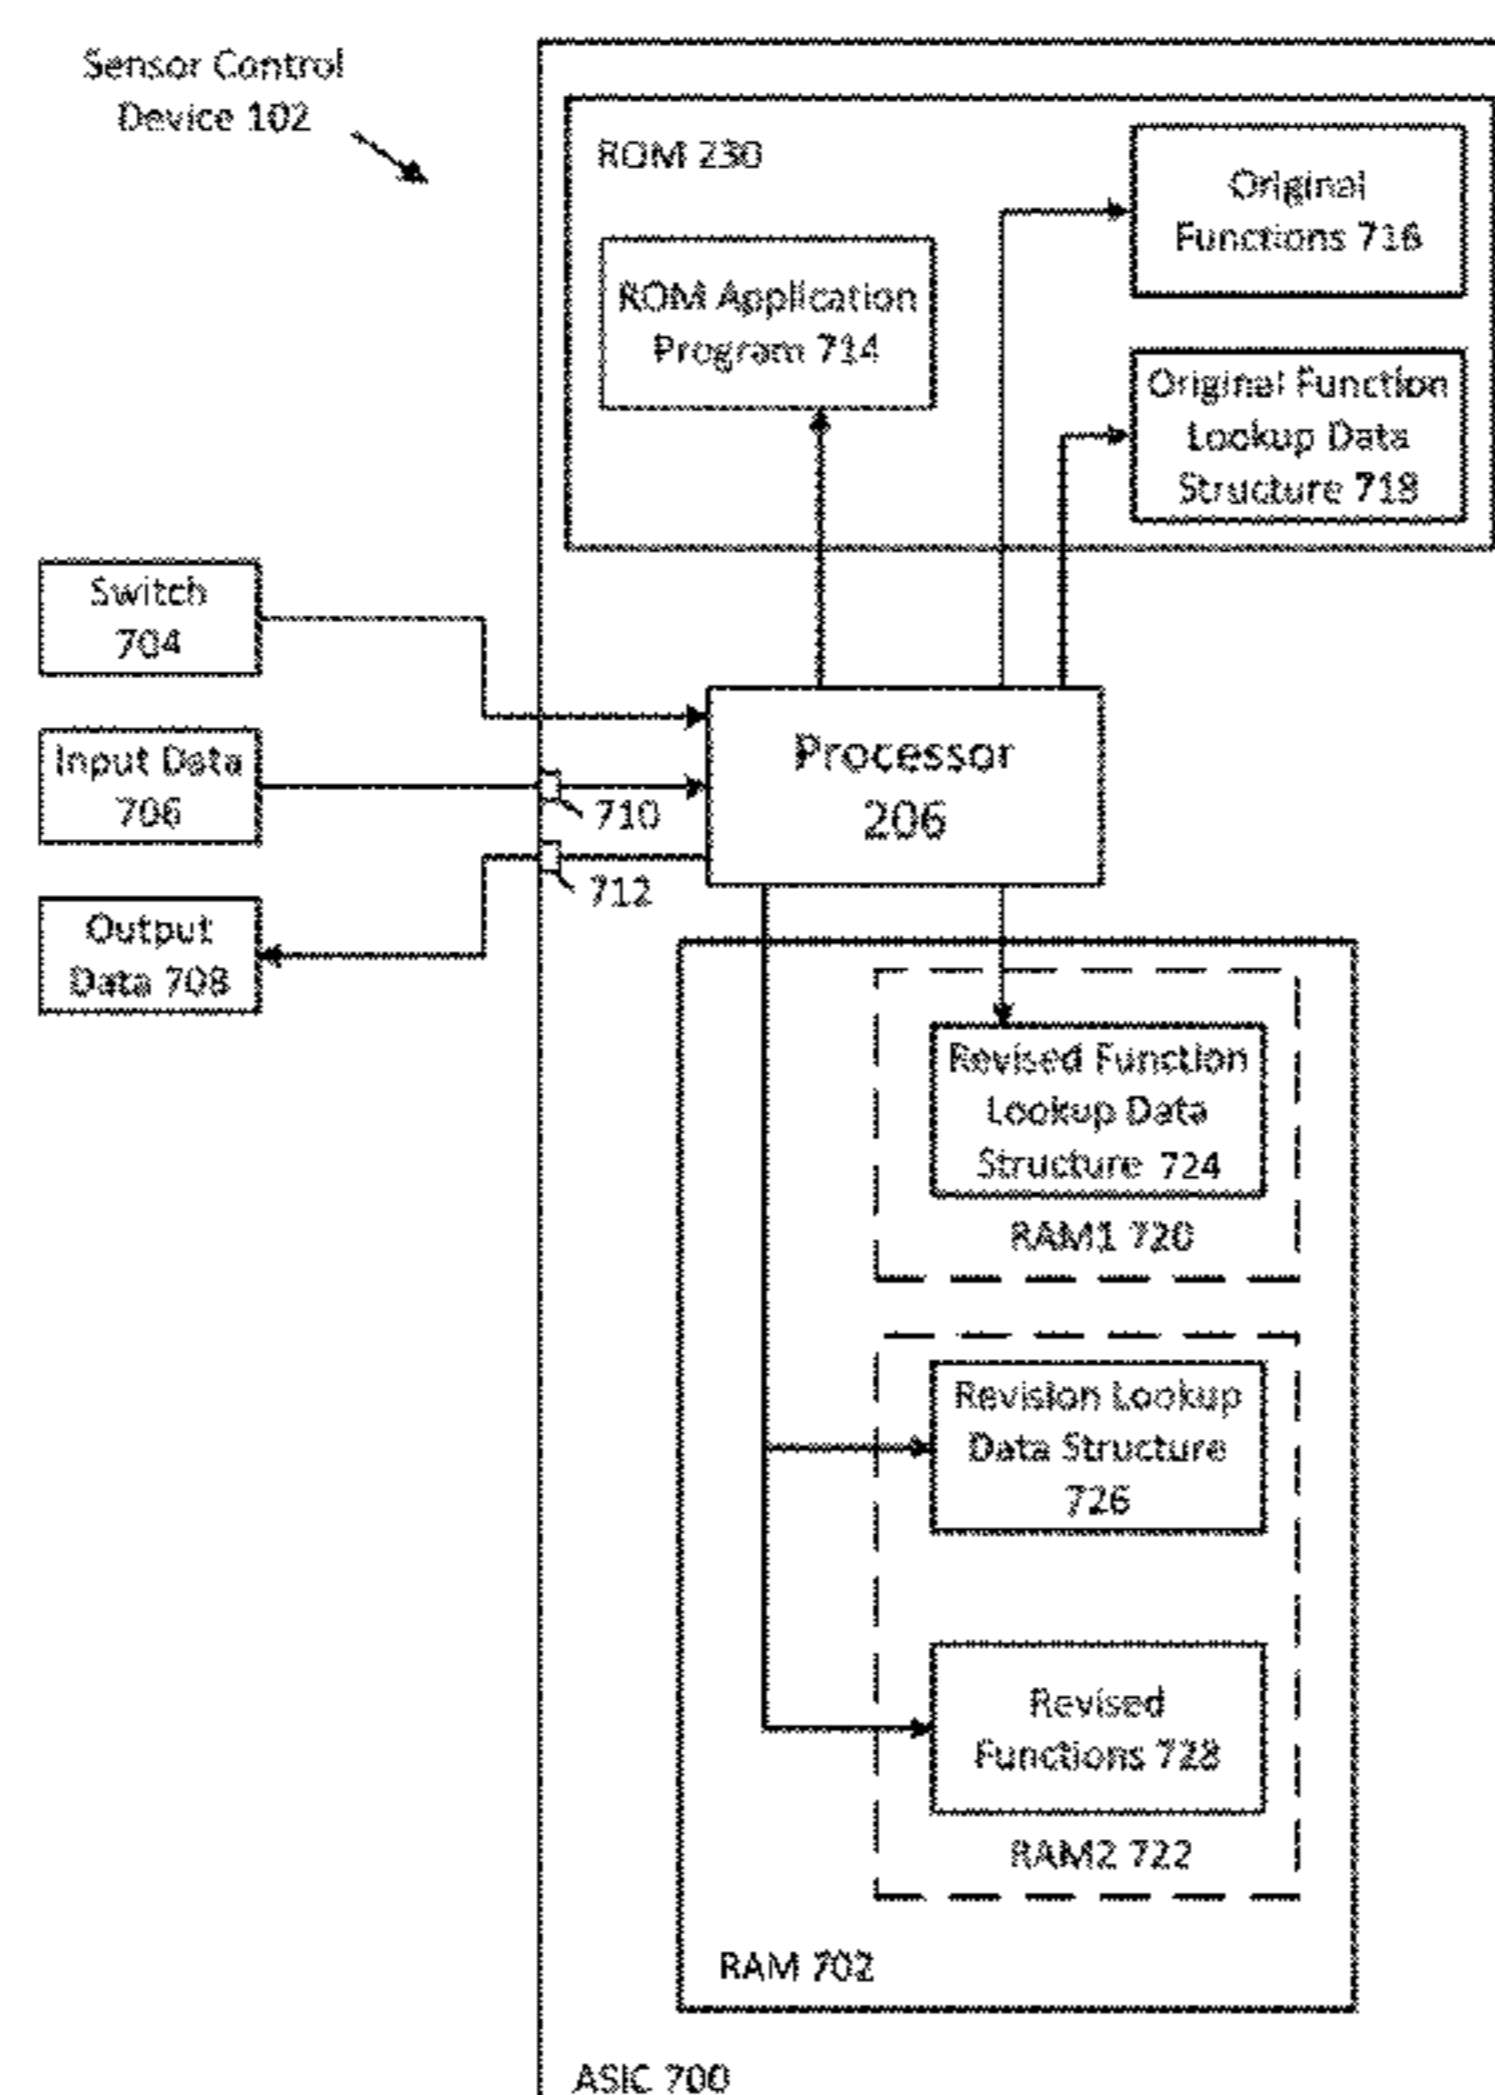 Sensor Control
Device 102
ROM 230
Original
Functions 716
ROM Application
Program 714
Original Function
Lookup Data
Structure 718
Switch
704
Input Data
706
Processor
206
710
712
Output
Data 708
Revised Function
Lookup Data
Structure 724
RAM1 720
Revision Lookup
Data Structure
726
Revised
Functions 728
RAM2 722
RAM 702
ASIC 700